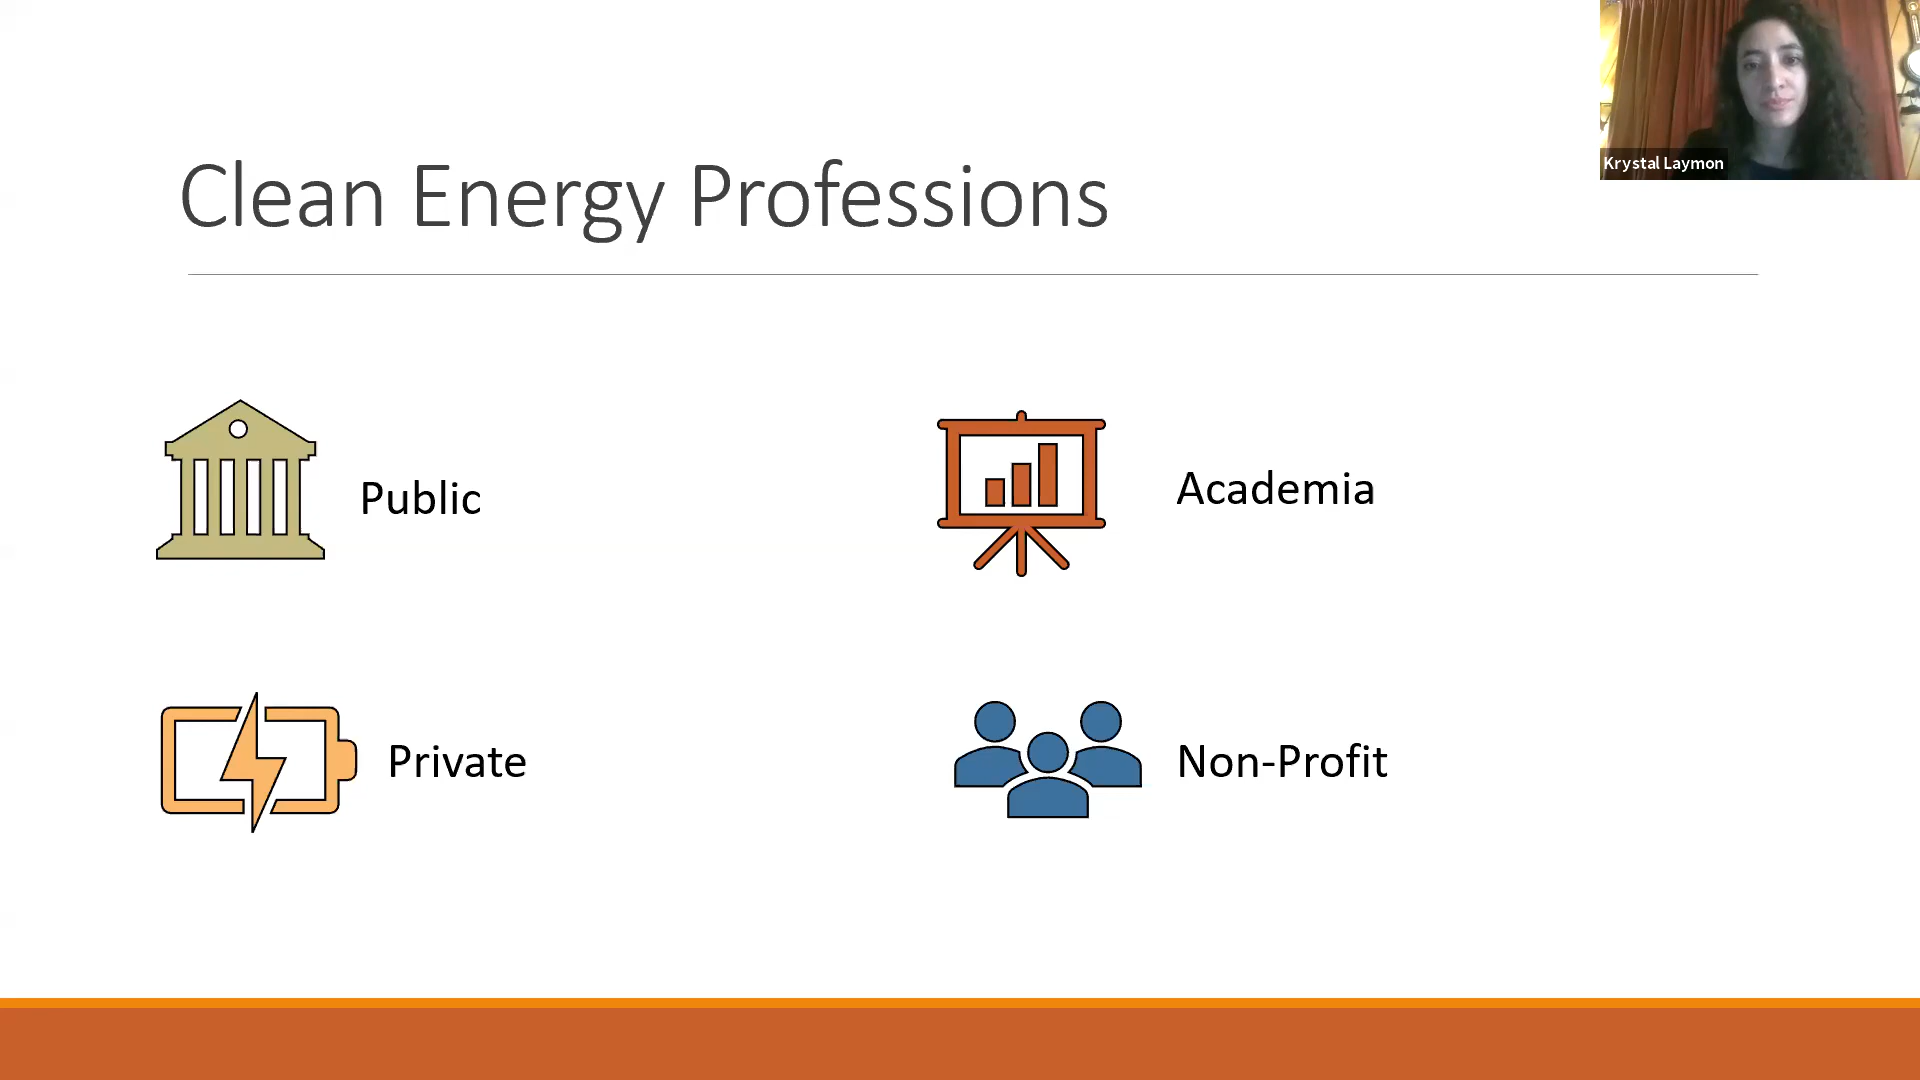 Krystal Laymon
Clean Energy Professions
Public
Academia
Private
Non-Profit